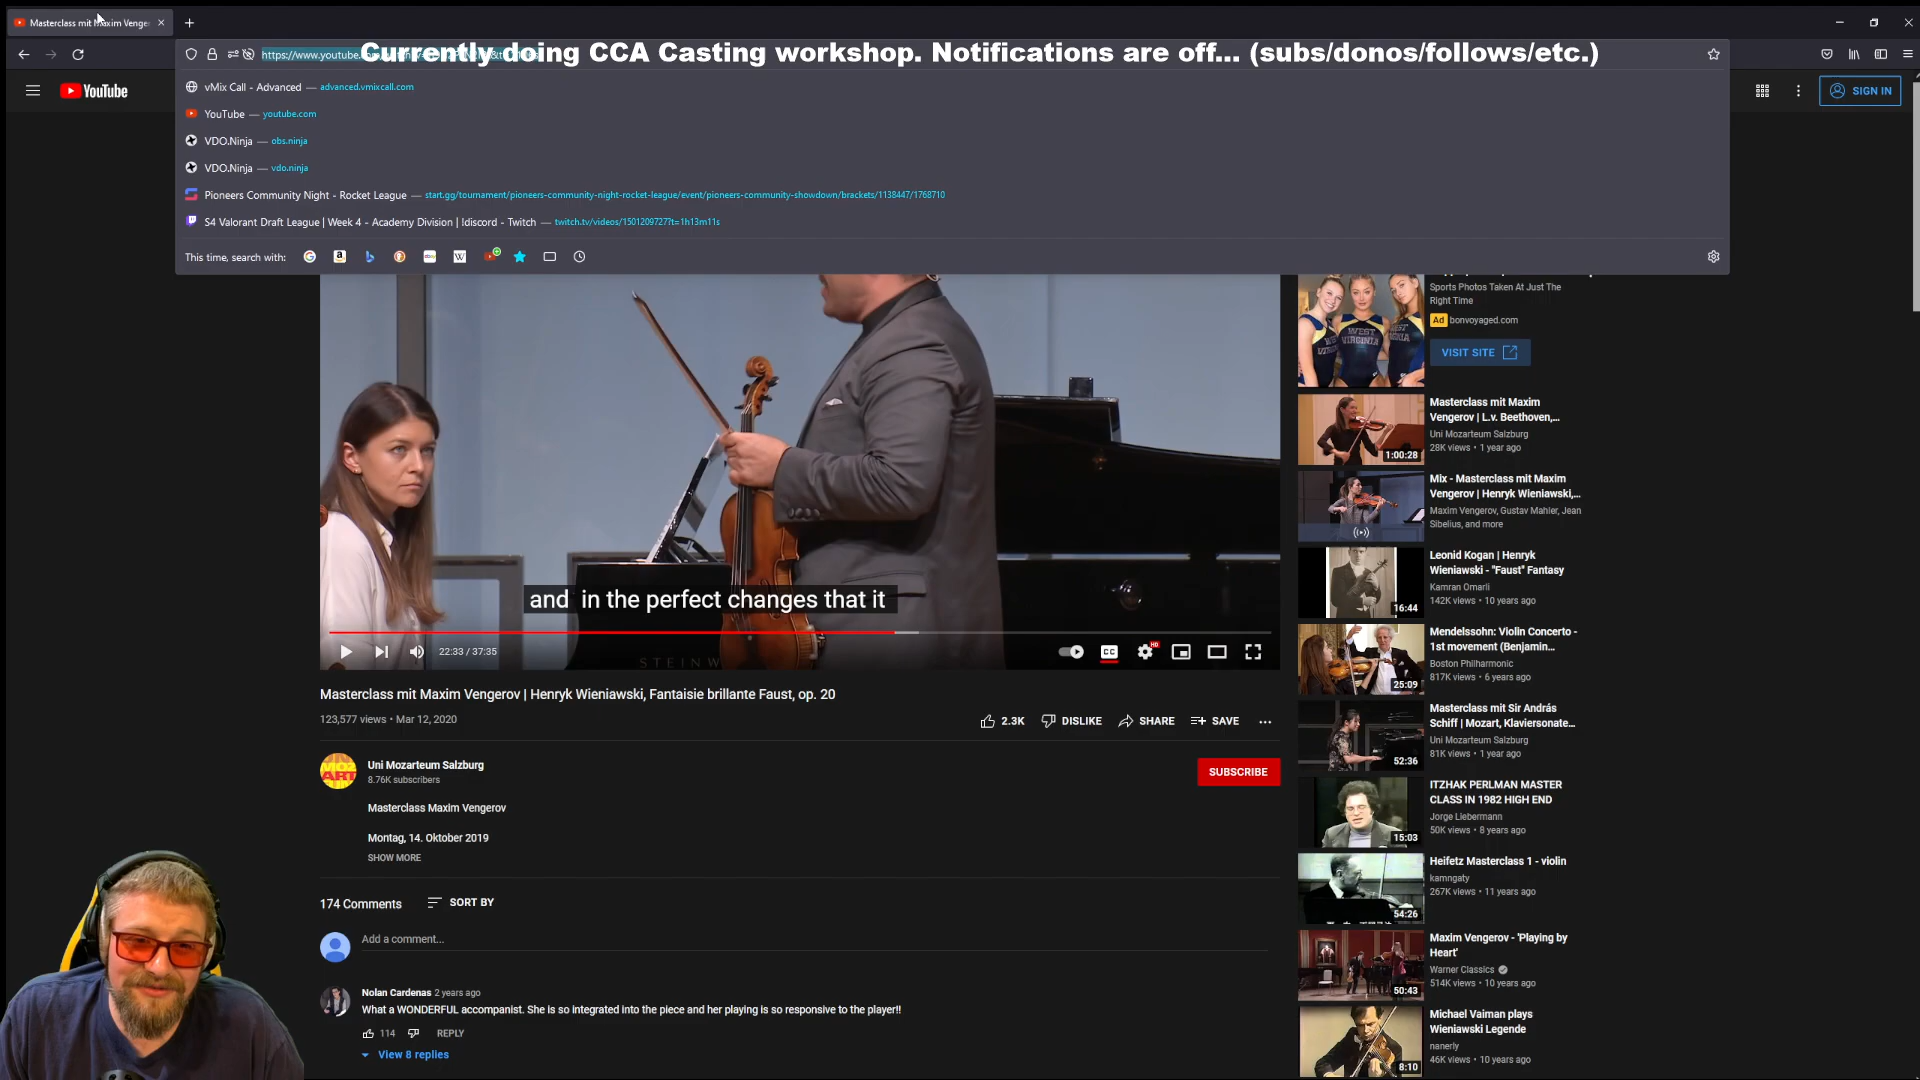 Masterclass mit Maxim Venger
https://www.youtube.
Currently doing CCA Casting workshop. Notifications are off... (subs/donos/follows/etc.)
YouTube
SIGN IN
vMix Call - Advanced — advanced.vmixcall.com
YouTube — youtube.com
VDO.Ninja — obs.ninja
VDO.Ninja — vdo.ninja
Pioneers Community Night - Rocket League — start.gg/tournament/pioneers-community-night-rocket-league/event/pioneers-community-showdown/brackets/1138447/1768710
S4 Valorant Draft League | Week 4 - Academy Division | !discord - Twitch — twitch.tv/videos/1501209727?t=1h13m11s
This time, search with:
and in the perfect changes that it
22:33 / 37:35
CC
HD
STEINW
Masterclass mit Maxim Vengerov | Henryk Wieniawski, Fantaisie brillante Faust, op. 20
123,577 views • Mar 12, 2020
2.3K
DISLIKE
SHARE
SAVE
Uni Mozarteum Salzburg
8.76K subscribers
SUBSCRIBE
Masterclass Maxim Vengerov
Montag, 14. Oktober 2019
SHOW MORE
174 Comments
SORT BY
Add a comment...
Nolan Cardenas 2 years ago
What a WONDERFUL accompanist. She is so integrated into the piece and her playing is so responsive to the player!!
114
REPLY
View 8 replies
Sports Photos Taken At Just The
Right Time
Ad bonvoyaged.com
VISIT SITE
WEST
VIRGINIA
Masterclass mit Maxim
Vengerov | L.v. Beethoven,...
Uni Mozarteum Salzburg
28K views • 1 year ago
1:00:28
Mix - Masterclass mit Maxim
Vengerov | Henryk Wieniawski,...
Maxim Vengerov, Gustav Mahler, Jean
Sibelius, and more
Leonid Kogan | Henryk
Wieniawski - "Faust" Fantasy
Kamran Omarli
142K views • 10 years ago
16:44
Mendelssohn: Violin Concerto -
1st movement (Benjamin...
Boston Philharmonic
817K views • 6 years ago
25:09
Masterclass mit Sir András
Schiff | Mozart, Klaviersonate...
Uni Mozarteum Salzburg
81K views • 1 year ago
52:36
ITZHAK PERLMAN MASTER
CLASS IN 1982 HIGH END
Jorge Liebermann
50K views • 8 years ago
15:03
Heifetz Masterclass 1 - violin
kamngaty
267K views • 11 years ago
54:26
Maxim Vengerov - 'Playing by
Heart'
Warner Classics
514K views • 10 years ago
50:43
Michael Vaiman plays
Wieniawski Legende
nanerly
46K views • 10 years ago
8:10